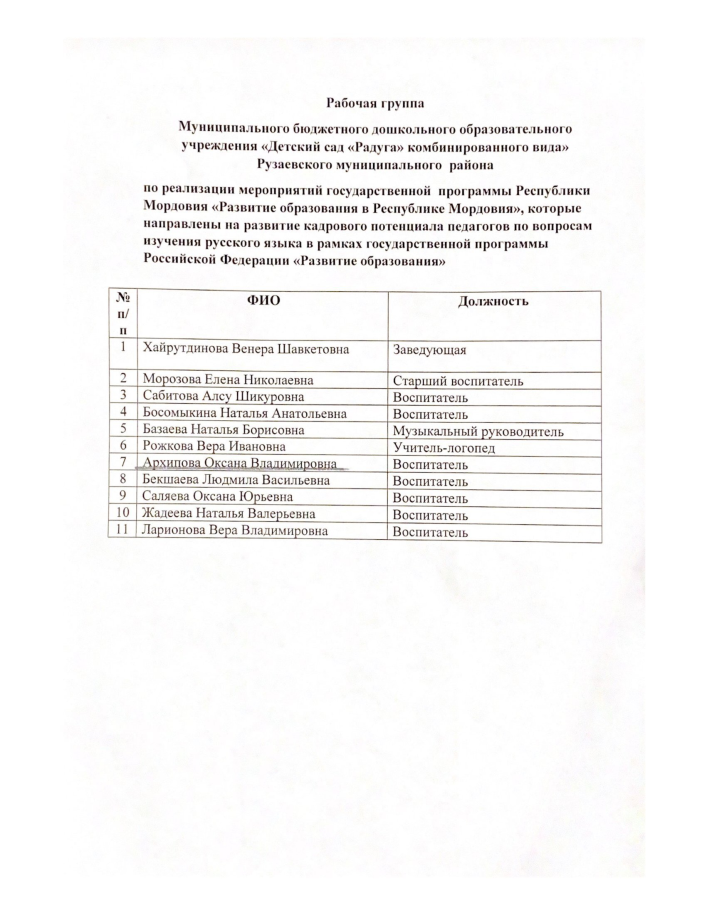 Рабочая группа
Муниципального бюджетного дошкольного образовательного
учреждения «Детский сад «Радуга» комбинированного вида»
Рузаевского муниципального района
по реализации мероприятий государственной программы Республики
Мордовия «Развитие образования в Республике Мордовия», которые
направлены на развитие кадрового потенциала педагогов по вопросам
изучения русского языка в рамках государственной программы
Российской Федерации «Развитие образования»
№ п/п ФИО Должность
1 Хайрутдинова Венера Шавкетовна Заведующая
2 Морозова Елена Николаевна Старший воспитатель
3 Сабитова Алсу Шикуровна Воспитатель
4 Босомыкина Наталья Анатольевна Воспитатель
5 Базаева Наталья Борисовна Музыкальный руководитель
6 Рожкова Вера Ивановна Учитель-логопед
7 Архипова Оксана Владимировна Воспитатель
8 Бекшаева Людмила Васильевна Воспитатель
9 Саляева Оксана Юрьевна Воспитатель
10 Жадеева Наталья Валерьевна Воспитатель
11 Ларионова Вера Владимировна Воспитатель